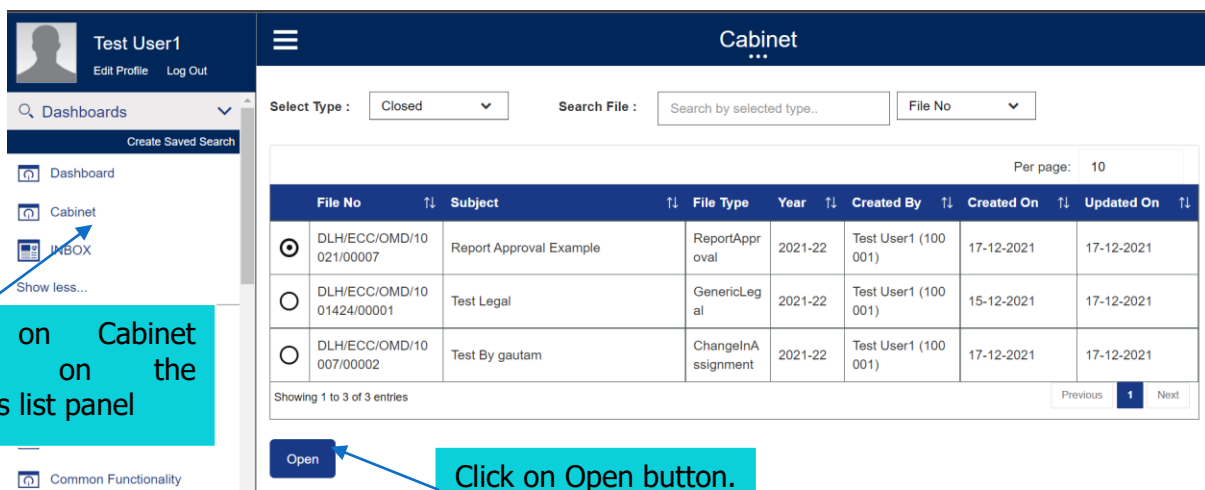 Test User1
Edit Profile Log Out
Dashboards
Create Saved Search
Dashboard
Cabinet
INBOX
Show less...
on Cabinet
on the
s list panel
Common Functionality
Cabinet
Select Type : Closed Search File : Search by selected type.. File No
Per page: 10
File No Subject File Type Year Created By Created On Updated On
DLH/ECC/OMD/10 Report Approval Example ReportAppr 2021-22 Test User1 (100 17-12-2021 17-12-2021
021/00007 oval 001)
DLH/ECC/OMD/10 Test Legal GenericLeg 2021-22 Test User1 (100 15-12-2021 17-12-2021
01424/00001 al 001)
DLH/ECC/OMD/10 Test By gautam ChangeInA 2021-22 Test User1 (100 17-12-2021 17-12-2021
007/00002 ssignment 001)
Showing 1 to 3 of 3 entries Previous 1 Next
Open
Click on Open button.